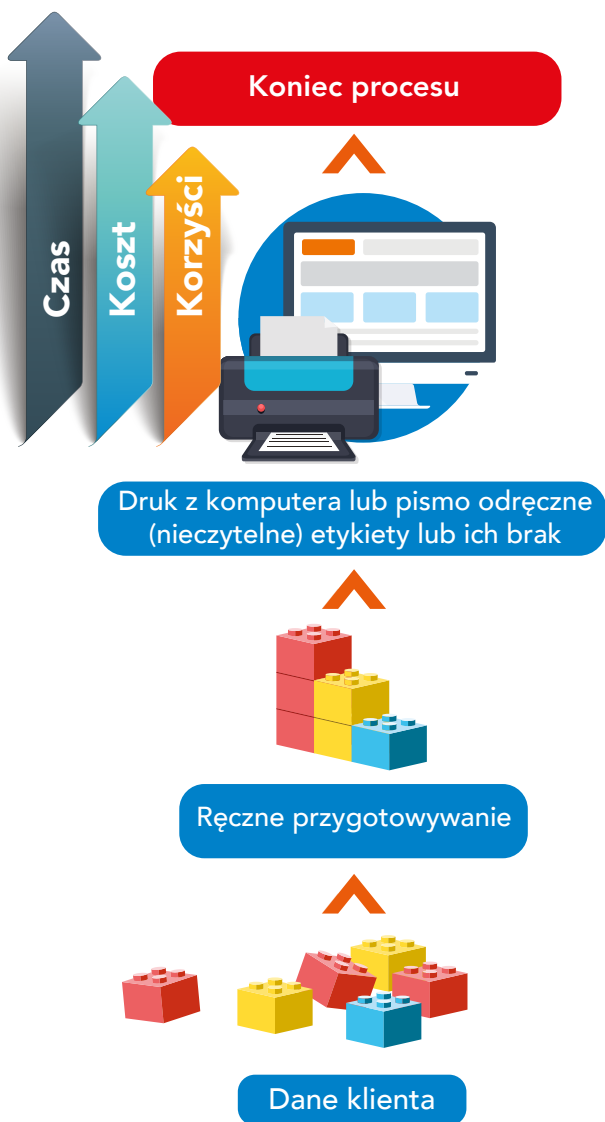 Koniec procesu
Czas
Koszt
Korzyści
Druk z komputera lub pismo odręczne
(nieczytelne) etykiety lub ich brak
Ręczne przygotowywanie
Dane klienta